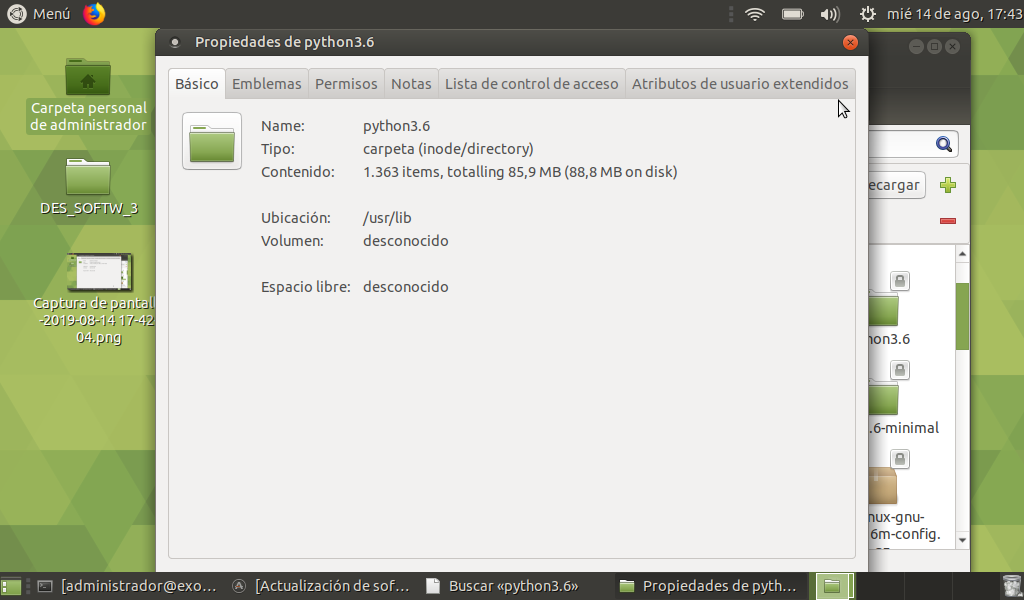 Menú
mié 14 de ago, 17:43
Carpeta personal
de administrador
DES_SOFTW_3
Captura de pantall
-2019-08-14 17-42
04.png
Propiedades de python3.6
Básico
Emblemas
Permisos
Notas
Lista de control de acceso
Atributos de usuario extendidos
Name: python3.6
Tipo: carpeta (inode/directory)
Contenido: 1.363 items, totalling 85,9 MB (88,8 MB on disk)
Ubicación: /usr/lib
Volumen: desconocido
Espacio libre: desconocido
ecargar
hon3.6
.6-minimal
nux-gnu-
6m-config.
[administrador@exo...
[Actualización de sof...
Buscar «python3.6»
Propiedades de pyth...